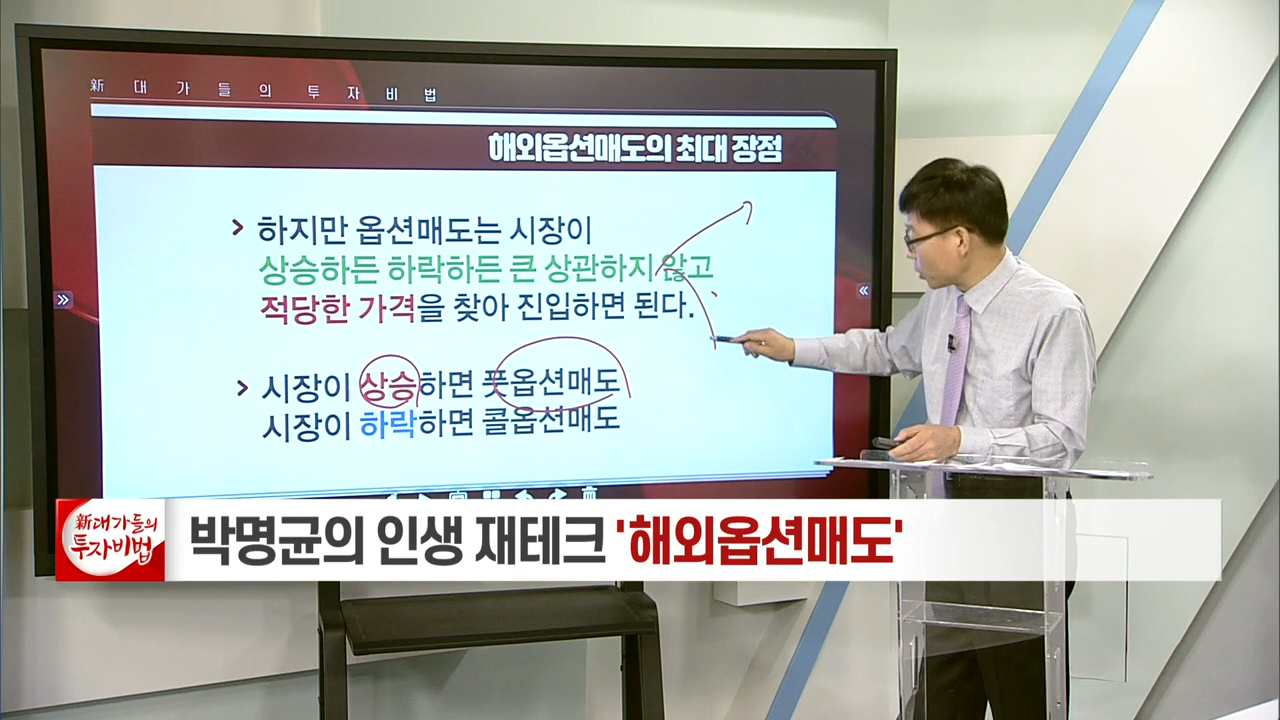 新 대 가 들 의 투 자 비 법
해외옵션매도의 최대 장점
하지만 옵션매도는 시장이
상승하든 하락하든 큰 상관하지 않고
적당한 가격을 찾아 진입하면 된다.
시장이 상승하면 풋옵션매도
시장이 하락하면 콜옵션매도
新대가들의
투자비법
박명균의 인생 재테크 '해외옵션매도'